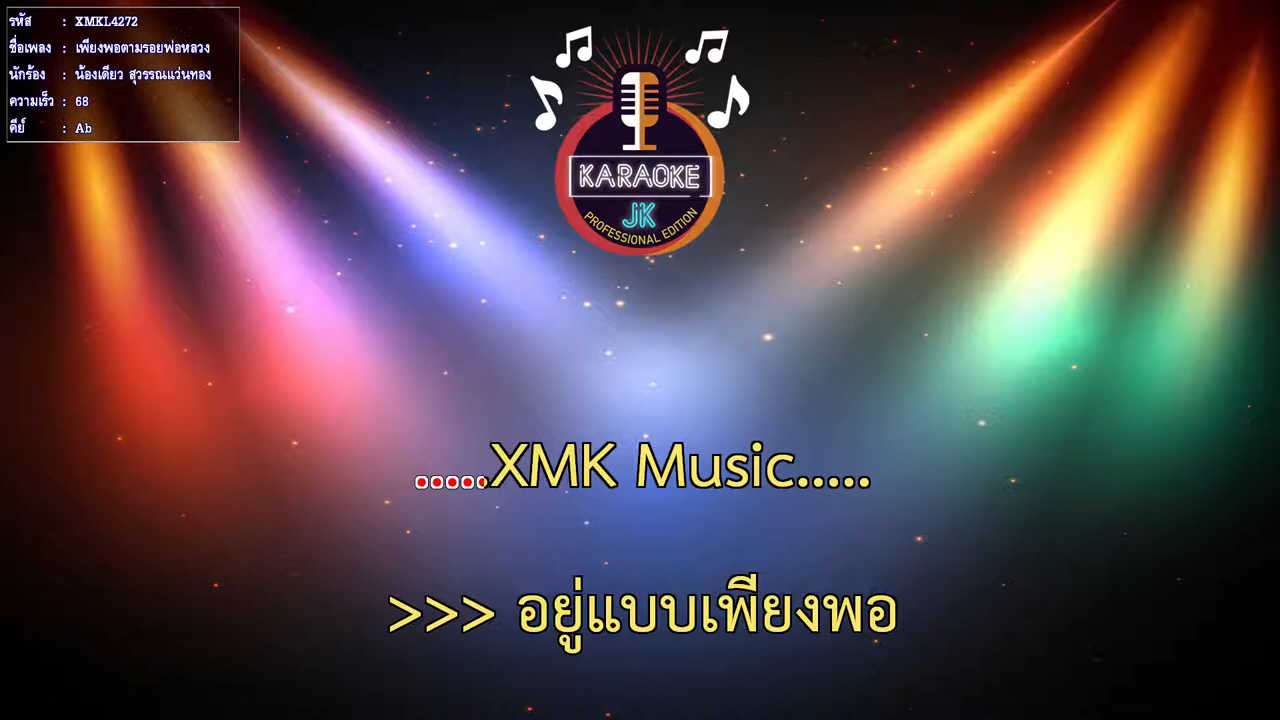 รหัส : XMKL4272
ชื่อเพลง : เพียงพอตามรอยพ่อหลวง
นักร้อง : น้องเดียว สุวรรณแว่นทอง
ความเร็ว : 68
คีย์ : Ab
KARAOKE
JK
PROFESSIONAL EDITION
.....XMK Music.....
>>> อยู่แบบเพียงพอ